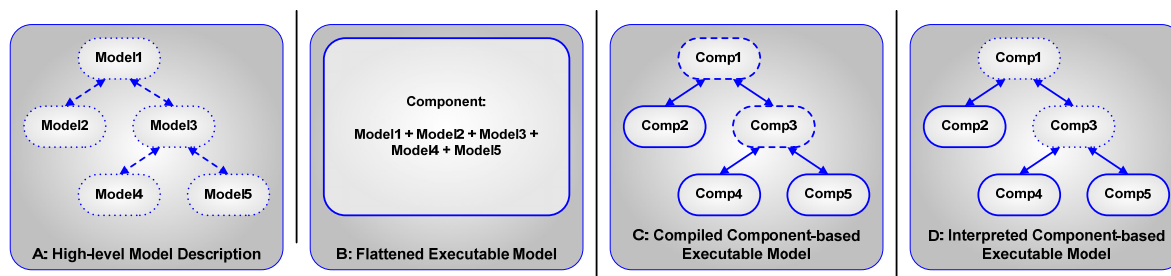 Model1
Model2
Model3
Model4
Model5
A: High-level Model Description
Component:
Model1 + Model2 + Model3 +
Model4 + Model5
B: Flattened Executable Model
Comp1
Comp2
Comp3
Comp4
Comp5
C: Compiled Component-based
Executable Model
Comp1
Comp2
Comp3
Comp4
Comp5
D: Interpreted Component-based
Executable Model